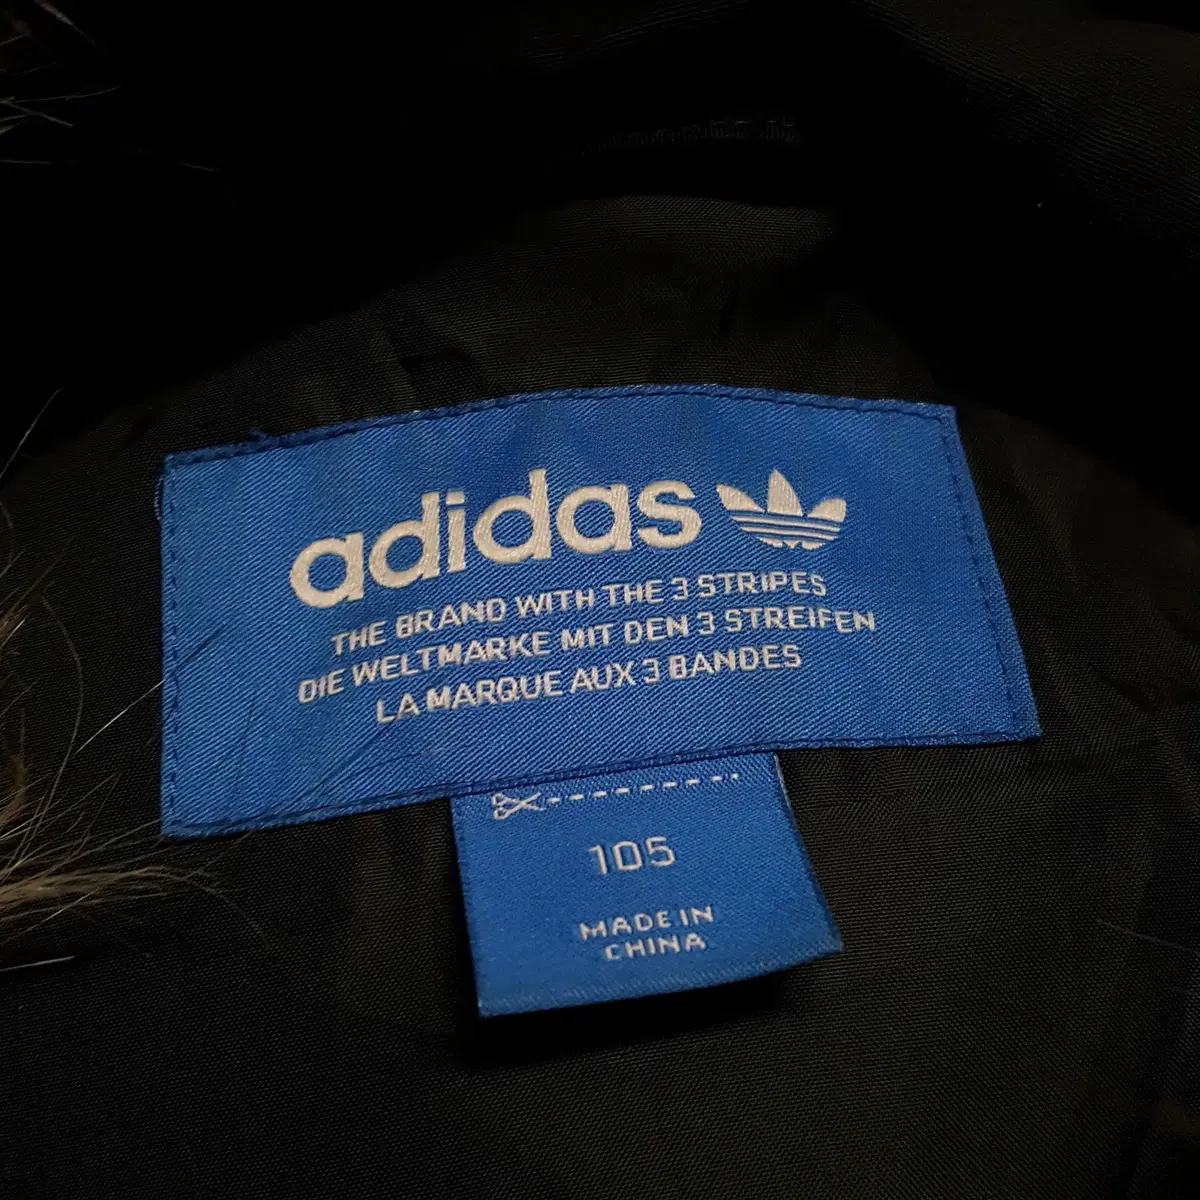 adidas
THE BRAND WITH THE 3 STRIPES
DIE WELTMARKE MIT DEN 3 STREIFEN
LA MARQUE AUX 3 BANDES
105
MADE IN
CHINA